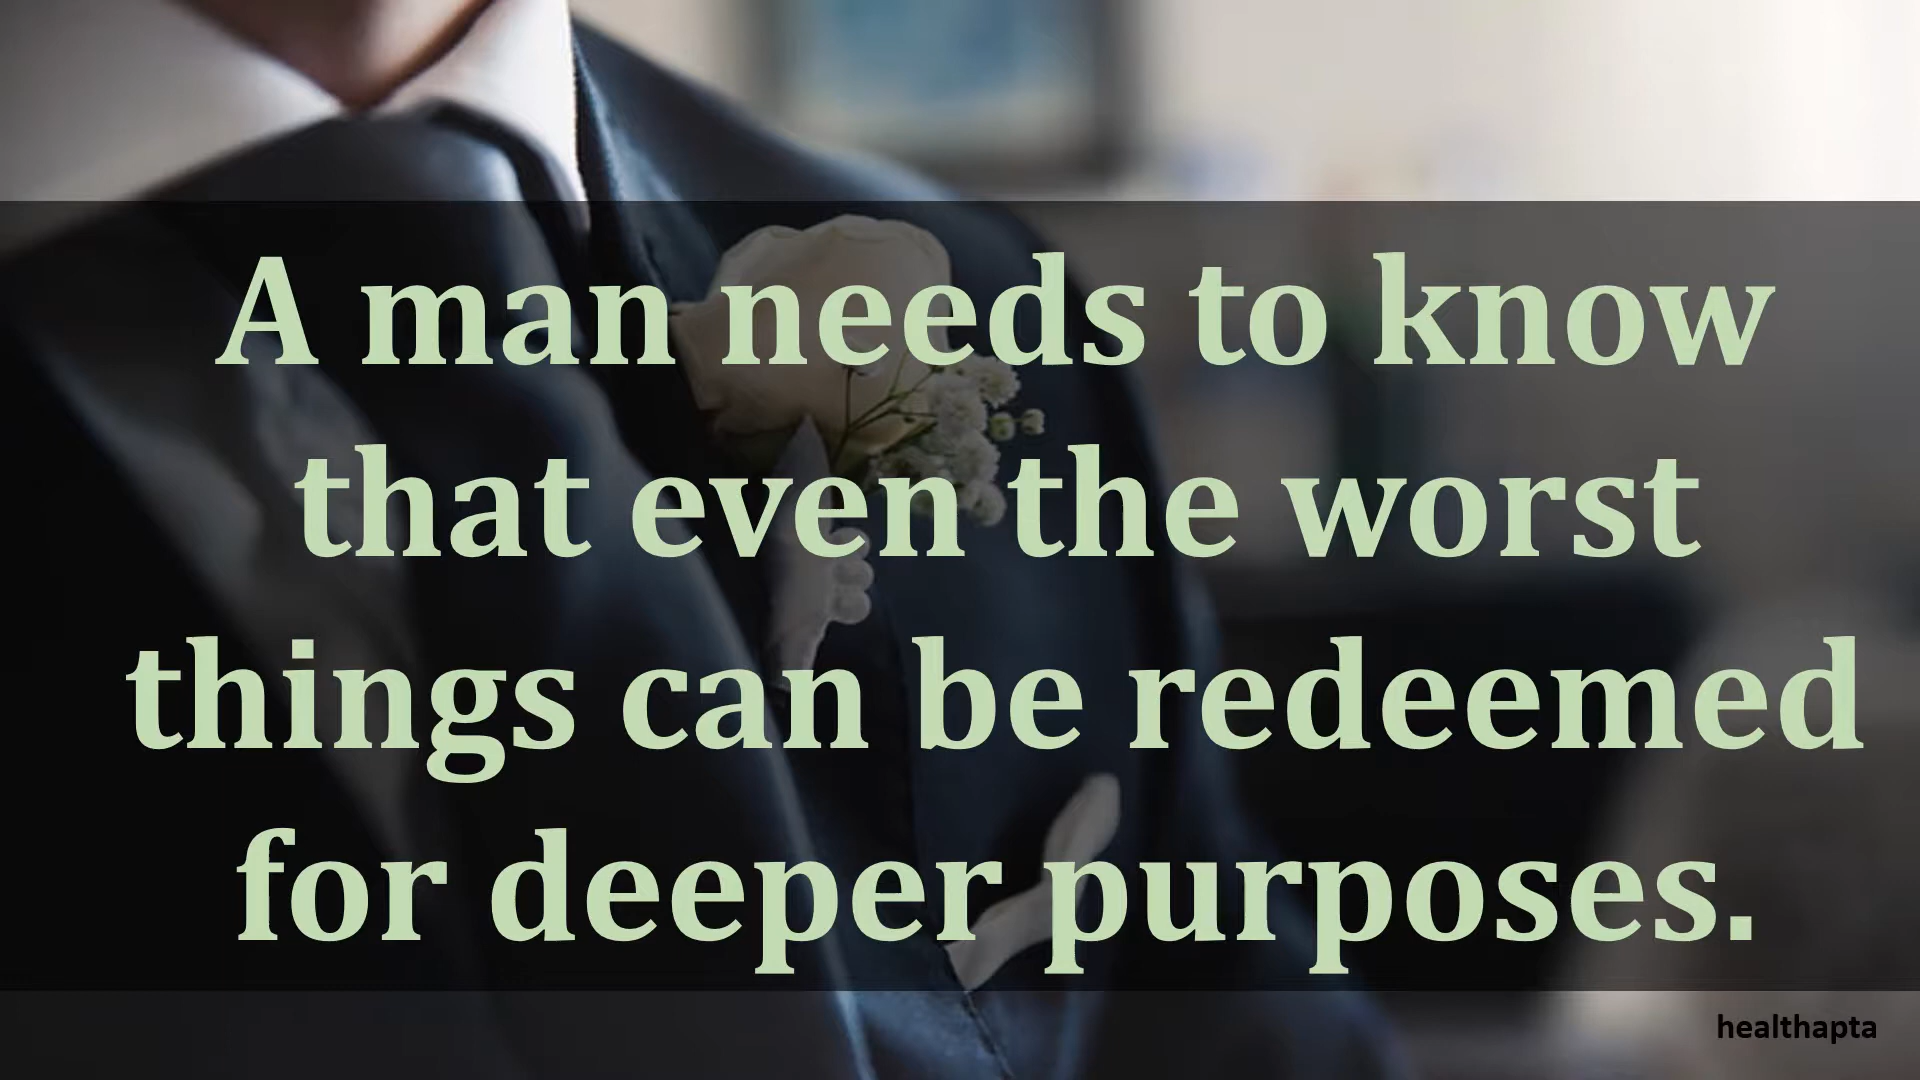 A man needs to know
that even the worst
things can be redeemed
for deeper purposes.
healthapta